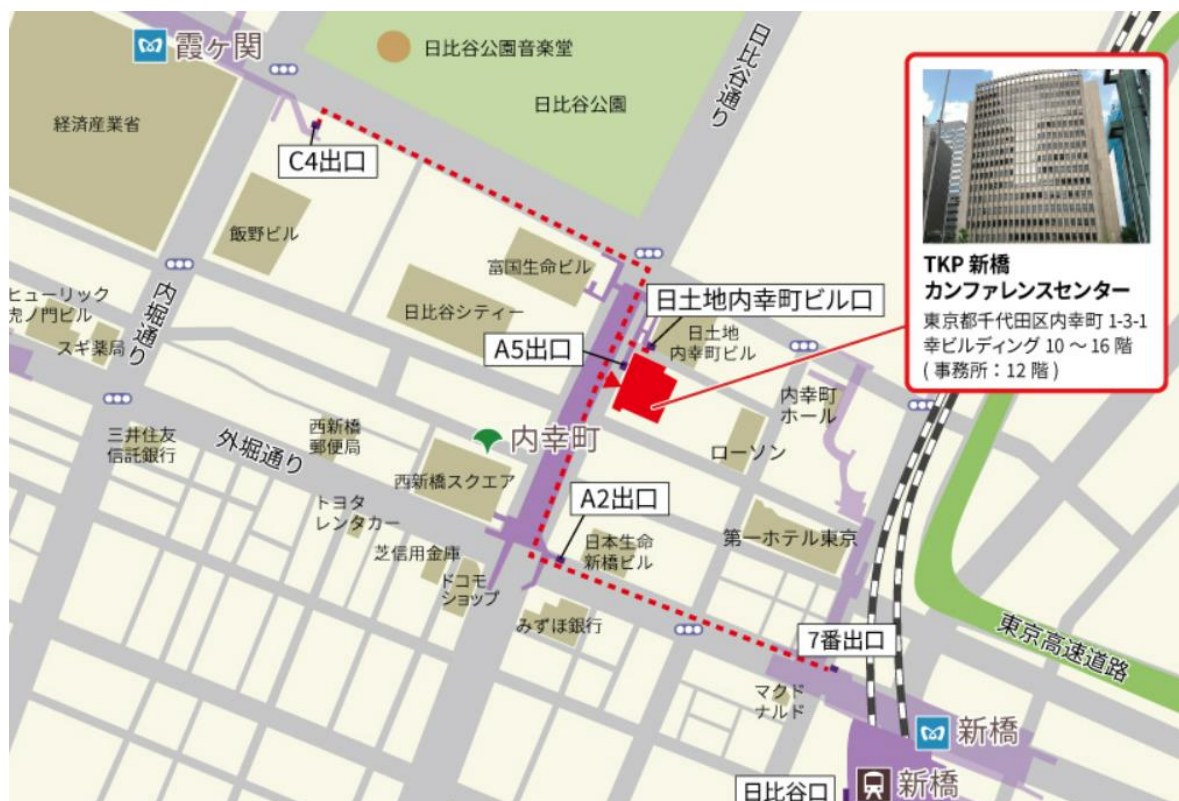 霞ケ関
日比谷公園音楽堂
日比谷公園
日比谷通り
経済産業省
C4出口
飯野ビル
富国生命ビル
日比谷シティー
日土地内幸町ビル口
日土地
内幸町ビル
A5出口
ヒューリック
虎ノ門ビル
スギ薬局
内堀通り
TKP 新橋
カンファレンスセンター
東京都千代田区内幸町 1-3-1
幸ビルディング 10 ～ 16 階
( 事務所：12 階 )
内幸町
ホール
三井住友
信託銀行
外堀通り
西新橋
郵便局
内幸町
ローソン
西新橋スクエア
トヨタ
レンタカー
A2出口
芝信用金庫
ドコモ
ショップ
日本生命
新橋ビル
第一ホテル東京
みずほ銀行
7番出口
東京高速道路
マクド
ナルド
新橋
日比谷口
新橋